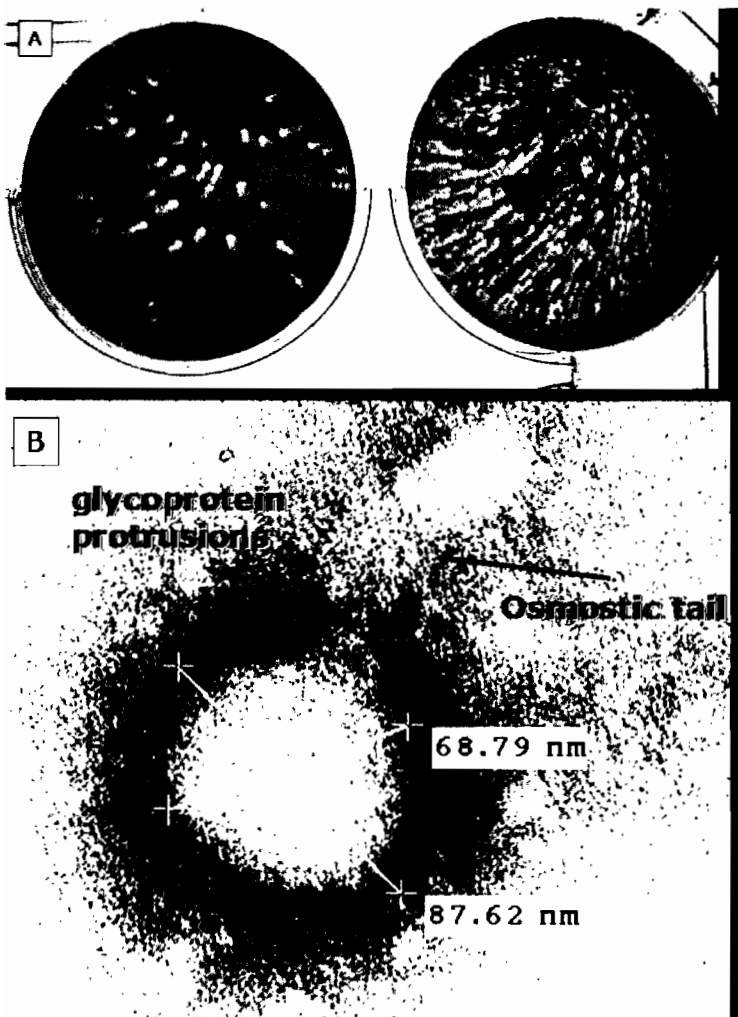 A
B
glycoprotein
protrusions
Osmostic tail
68.79 nm
87.62 nm